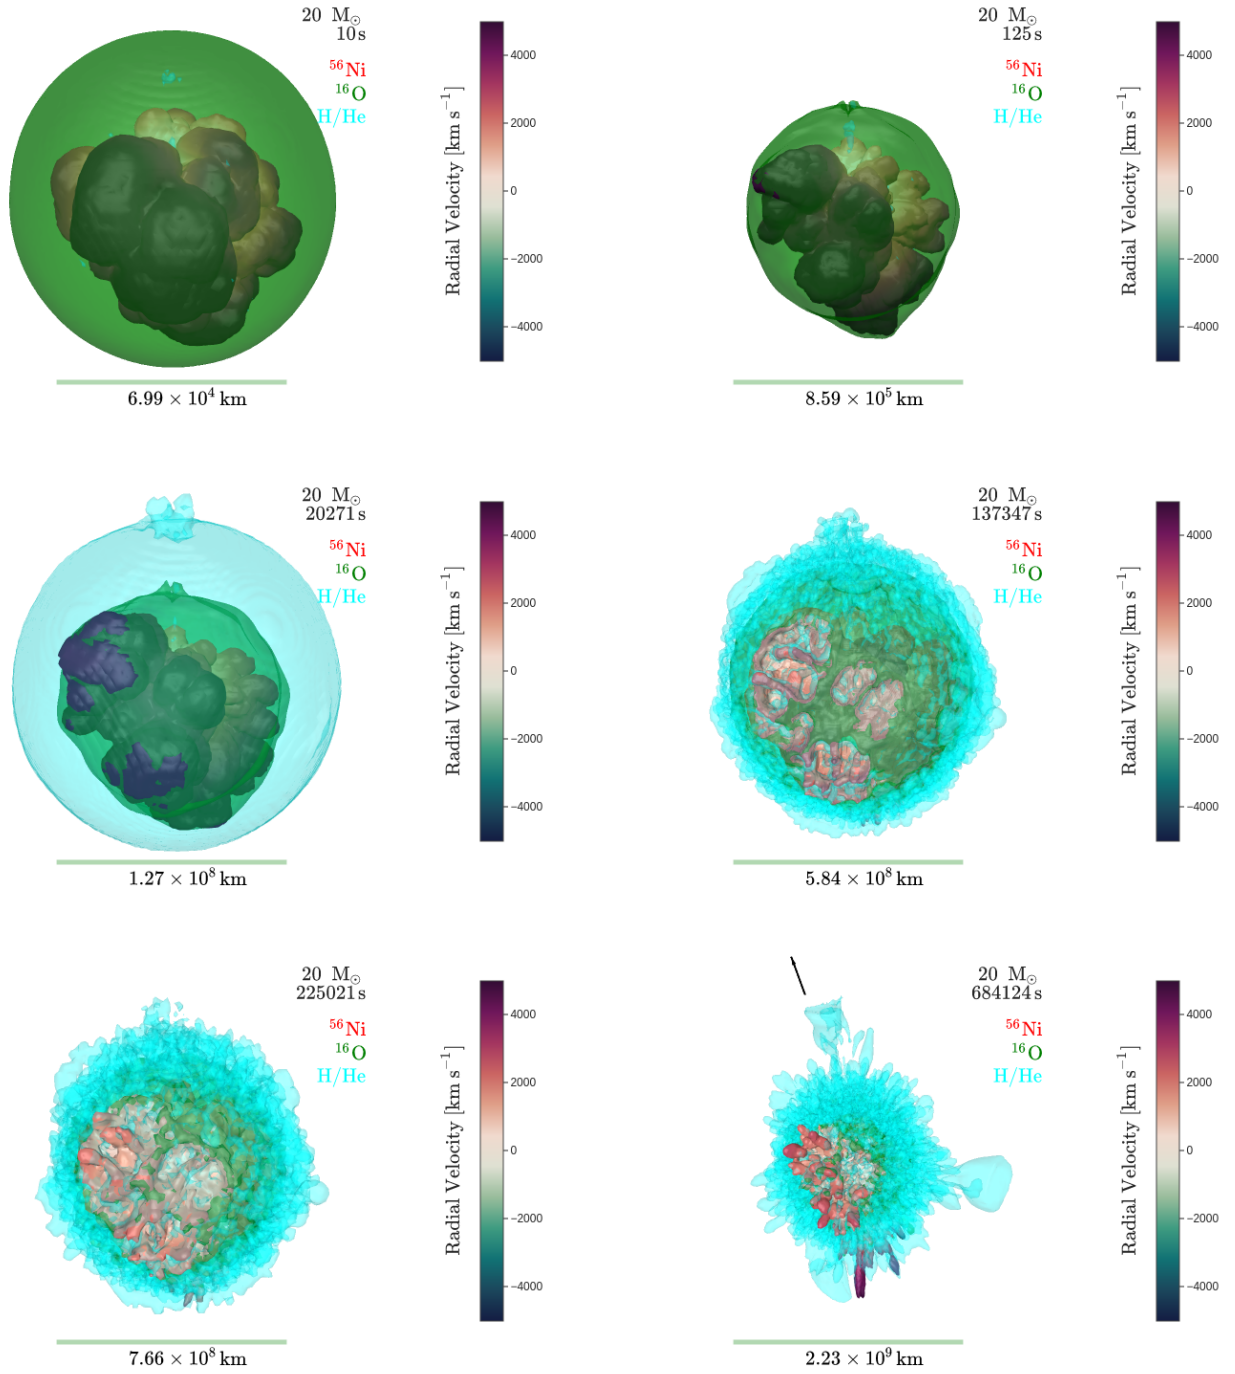 20 M⊙
10 s
⁵⁶Ni
¹⁶O
H/He
Radial Velocity [km s⁻¹]
4000
2000
0
−2000
−4000
6.99 × 10⁴ km
20 M⊙
125 s
⁵⁶Ni
¹⁶O
H/He
Radial Velocity [km s⁻¹]
4000
2000
0
−2000
−4000
8.59 × 10⁵ km
20 M⊙
20271 s
⁵⁶Ni
¹⁶O
H/He
Radial Velocity [km s⁻¹]
4000
2000
0
−2000
−4000
1.27 × 10⁸ km
20 M⊙
137347 s
⁵⁶Ni
¹⁶O
H/He
Radial Velocity [km s⁻¹]
4000
2000
0
−2000
−4000
5.84 × 10⁸ km
20 M⊙
225021 s
⁵⁶Ni
¹⁶O
H/He
Radial Velocity [km s⁻¹]
4000
2000
0
−2000
−4000
7.66 × 10⁸ km
20 M⊙
684124 s
⁵⁶Ni
¹⁶O
H/He
Radial Velocity [km s⁻¹]
4000
2000
0
−2000
−4000
2.23 × 10⁹ km